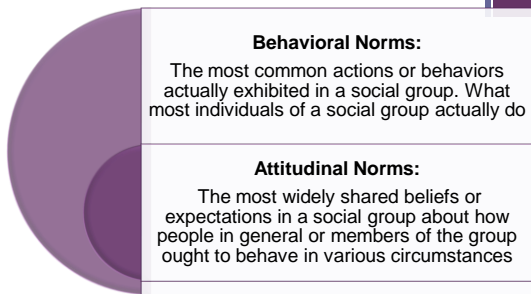 Behavioral Norms:
The most common actions or behaviors
actually exhibited in a social group. What
most individuals of a social group actually do
Attitudinal Norms:
The most widely shared beliefs or
expectations in a social group about how
people in general or members of the group
ought to behave in various circumstances